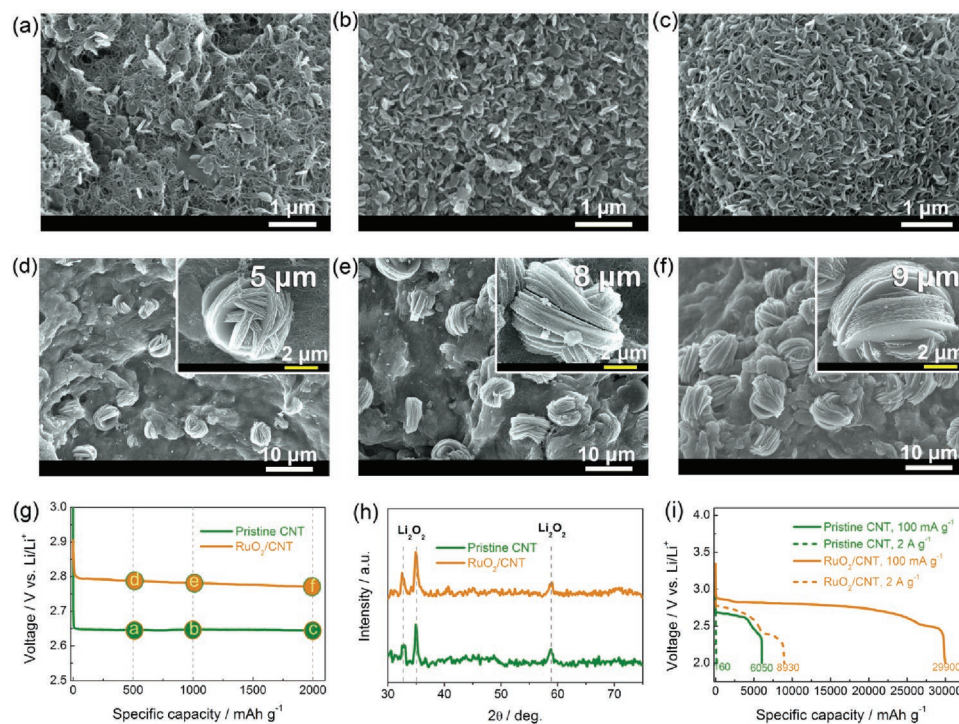 (a)
1 µm
(b)
1 µm
(c)
1 µm
(d)
5 µm
2 µm
10 µm
(e)
8 µm
2 µm
10 µm
(f)
9 µm
2 µm
10 µm
(g)
3.0
2.9
2.8
2.7
2.6
Voltage / V vs. Li/Li⁺
Pristine CNT
RuO₂/CNT
d
e
f
a
b
c
0
500
1000
1500
2000
Specific capacity / mAh g⁻¹
(h)
Li₂O₂
Li₂O₂
Pristine CNT
RuO₂/CNT
Intensity / a.u.
30
40
50
60
70
2θ / deg.
(i)
4.0
3.5
3.0
2.5
2.0
Voltage / V vs. Li/Li⁺
Pristine CNT, 100 mA g⁻¹
Pristine CNT, 2 A g⁻¹
RuO₂/CNT, 100 mA g⁻¹
RuO₂/CNT, 2 A g⁻¹
160
6050
8930
29900
0
5000
10000
15000
20000
25000
30000
Specific capacity / mAh g⁻¹